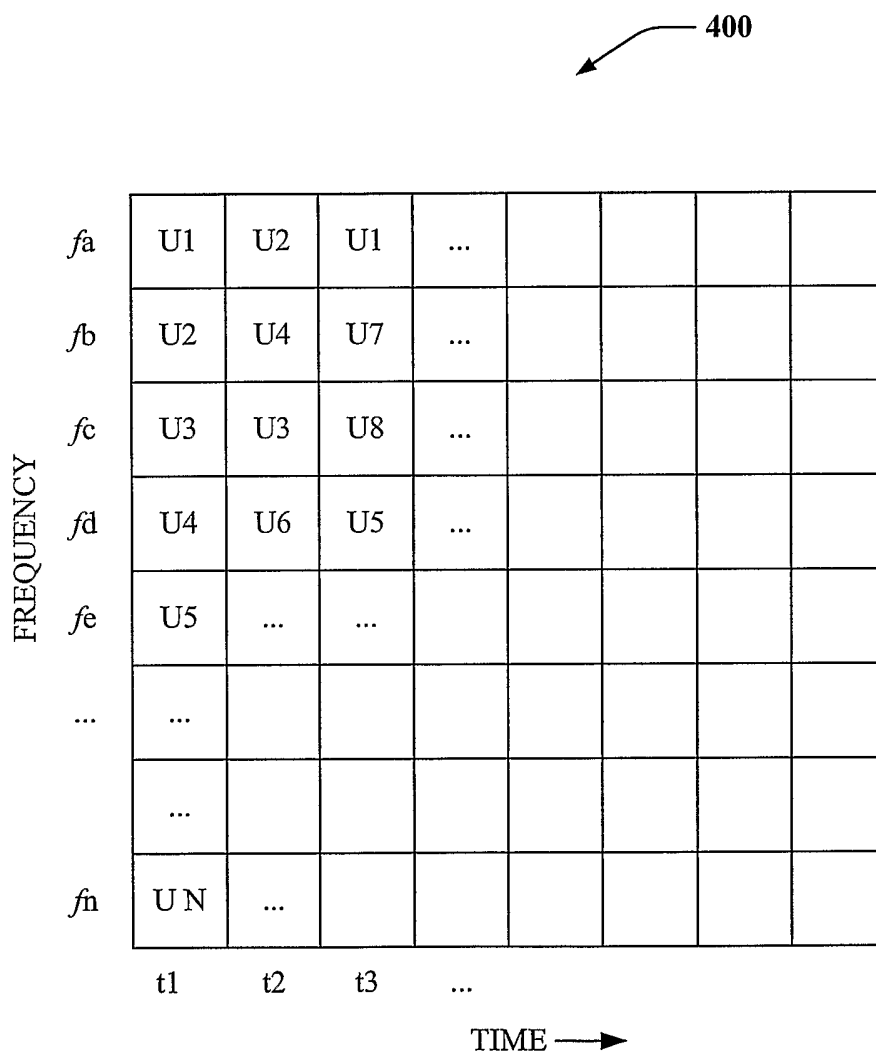 400
fa U1 U2 U1 ...
fb U2 U4 U7 ...
fc U3 U3 U8 ...
fd U4 U6 U5 ...
fe U5 ... ...
... ...
...
fn U N ...
t1 t2 t3 ...
FREQUENCY
TIME